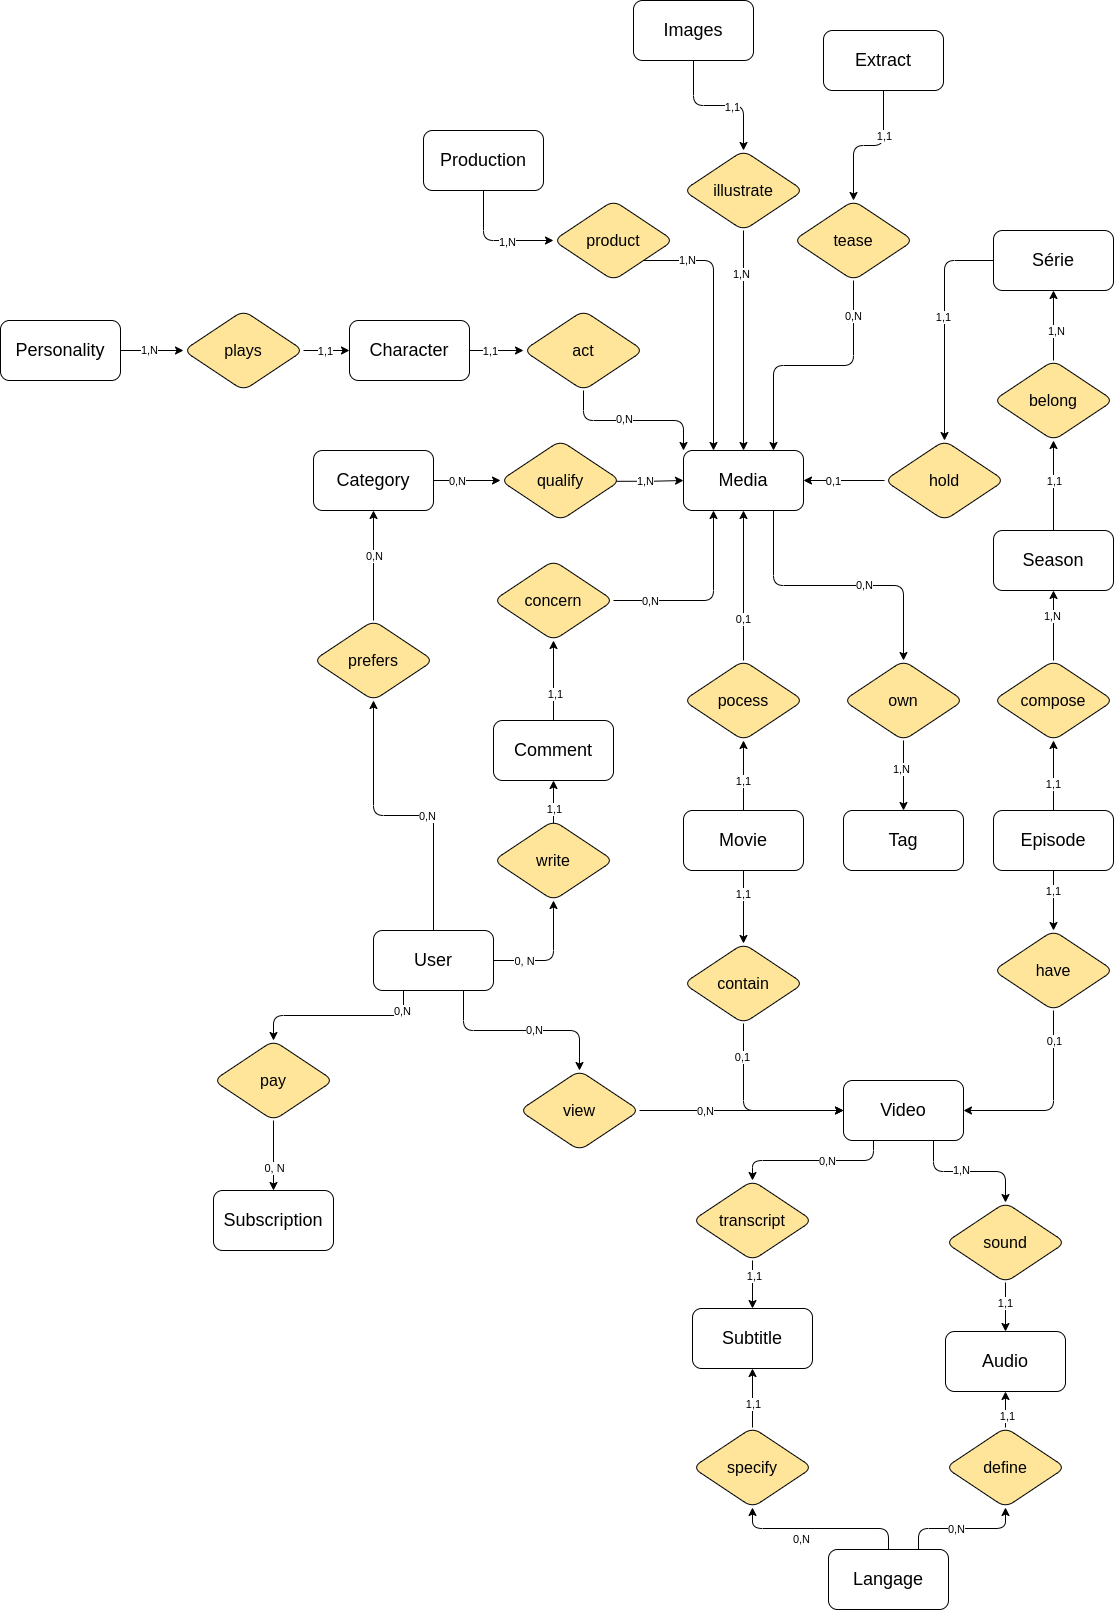 Images
Extract
1,1
1,1
Production
illustrate
product
tease
1,N
1,N
1,N
Série
0,N
1,1
1,N
Personality
1,N
plays
1,1
Character
1,1
act
0,N
belong
Category
0,N
qualify
1,N
Media
0,1
hold
1,1
0,N
Season
concern
0,N
0,N
0,1
1,N
prefers
1,1
pocess
own
compose
Comment
1,1
1,N
1,1
1,1
0,N
Movie
Tag
Episode
write
1,1
1,1
User
0, N
contain
have
0,N
0,N
0,1
0,1
pay
view
0,N
Video
0, N
0,N
1,N
Subscription
transcript
sound
1,1
1,1
Subtitle
Audio
1,1
1,1
specify
define
0,N
0,N
Langage